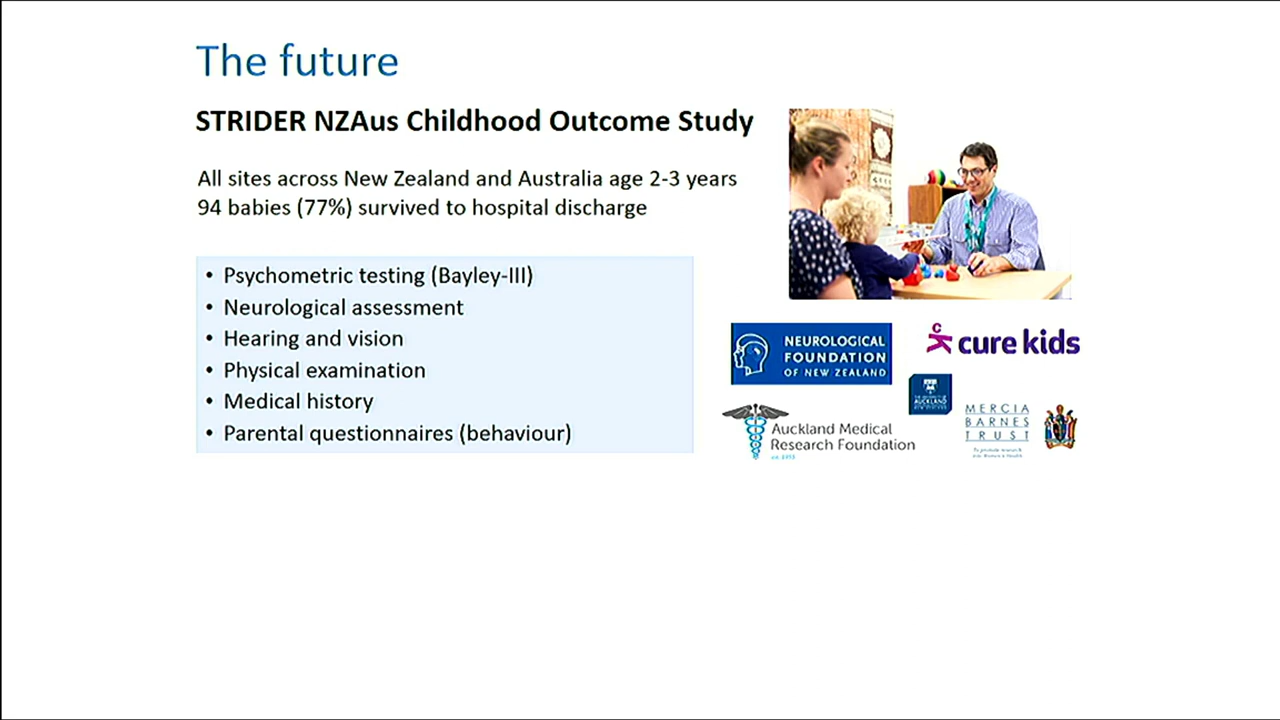 The future
STRIDER NZAus Childhood Outcome Study
All sites across New Zealand and Australia age 2-3 years
94 babies (77%) survived to hospital discharge
• Psychometric testing (Bayley-III)
• Neurological assessment
• Hearing and vision
• Physical examination
• Medical history
• Parental questionnaires (behaviour)
NEUROLOGICAL
FOUNDATION
OF NEW ZEALAND
cure kids
AUCKLAND
Auckland Medical
Research Foundation
MERCIA
BARNES
TRUST